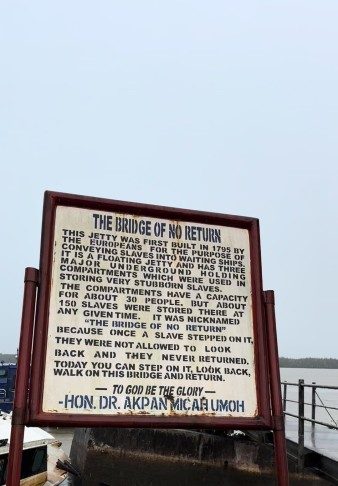 THE BRIDGE OF NO RETURN
THIS JETTY WAS FIRST BUILT IN 1795 BY
THE EUROPEANS FOR THE PURPOSE OF
CONVEYING SLAVES INTO WAITING SHIPS.
IT IS A FLOATING JETTY AND HAS THREE
MAJOR UNDERGROUND HOLDING
COMPARTMENTS WHICH WERE USED IN
STORING VERY STUBBORN SLAVES.
THE COMPARTMENTS HAVE A CAPACITY
FOR ABOUT 30 PEOPLE. BUT ABOUT
150 SLAVES WERE STORED THERE AT
ANY GIVEN TIME. IT WAS NICKNAMED
"THE BRIDGE OF NO RETURN"
BECAUSE ONCE A SLAVE STEPPED ON IT,
THEY WERE NOT ALLOWED TO LOOK
BACK AND THEY NEVER RETURNED.
TODAY YOU CAN STEP ON IT, LOOK BACK,
WALK ON THIS BRIDGE AND RETURN.
— TO GOD BE THE GLORY —
-HON. DR. AKPAN MICAH UMOH